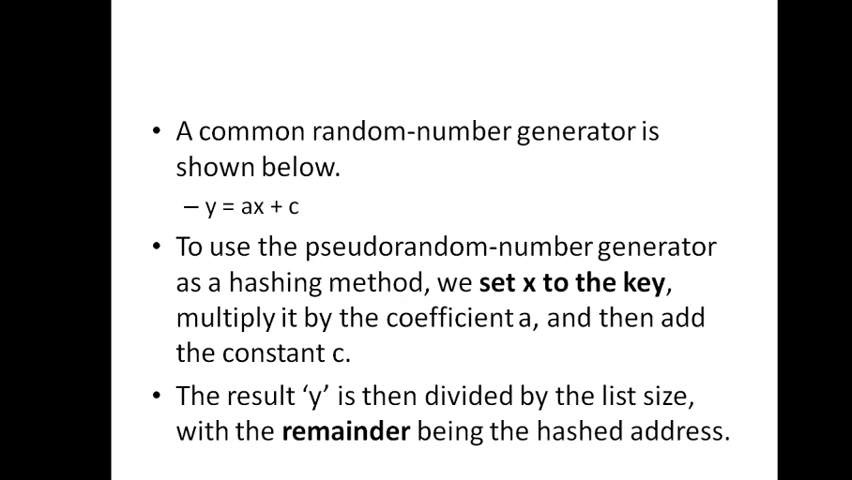 • A common random-number generator is
shown below.
– y = ax + c
• To use the pseudorandom-number generator
as a hashing method, we set x to the key,
multiply it by the coefficient a, and then add
the constant c.
• The result ‘y’ is then divided by the list size,
with the remainder being the hashed address.